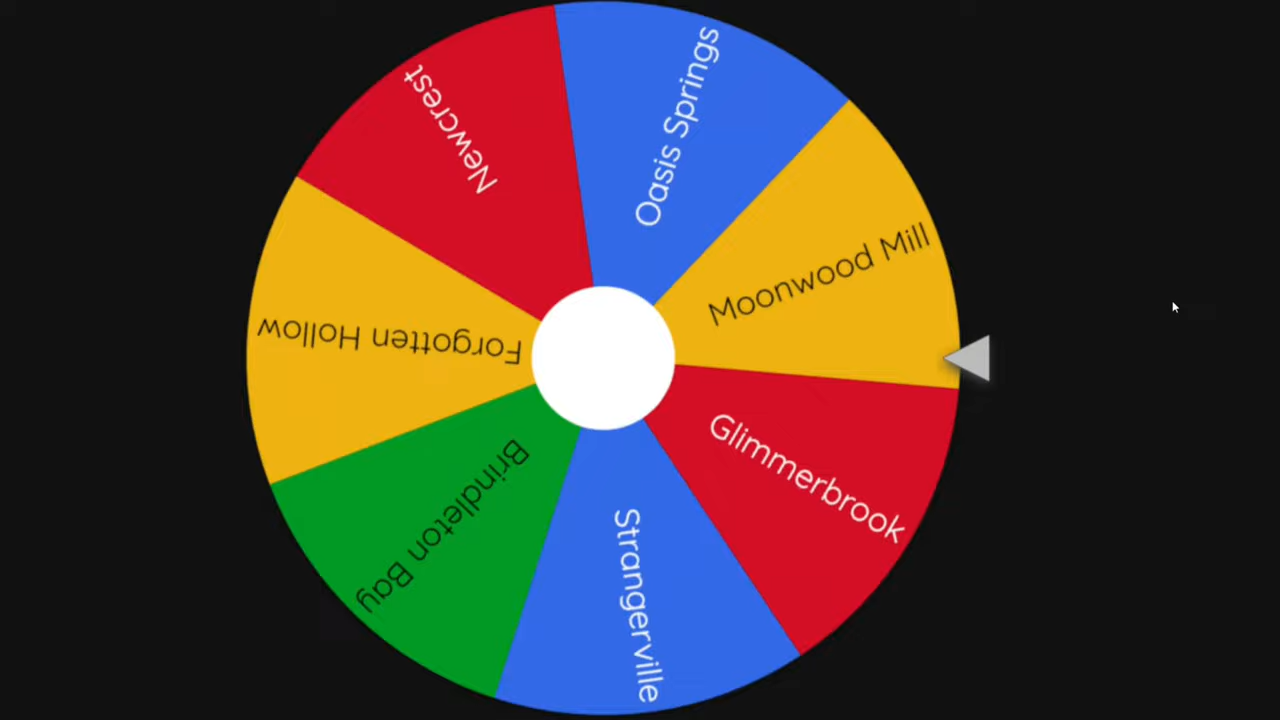 Newcrest
Oasis Springs
Moonwood Mill
Glimmerbrook
Strangerville
Brindleton Bay
Forgotten Hollow